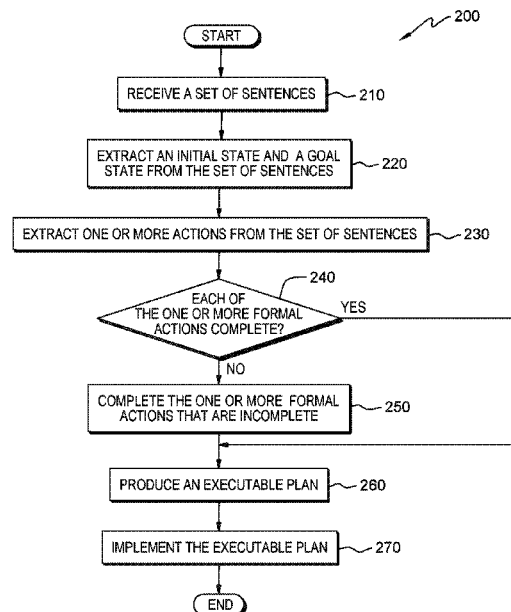 200
START
RECEIVE A SET OF SENTENCES
210
EXTRACT AN INITIAL STATE AND A GOAL
STATE FROM THE SET OF SENTENCES
220
EXTRACT ONE OR MORE ACTIONS FROM THE SET OF SENTENCES
230
240
EACH OF
THE ONE OR MORE FORMAL
ACTIONS COMPLETE?
YES
NO
COMPLETE THE ONE OR MORE FORMAL
ACTIONS THAT ARE INCOMPLETE
250
PRODUCE AN EXECUTABLE PLAN
260
IMPLEMENT THE EXECUTABLE PLAN
270
END